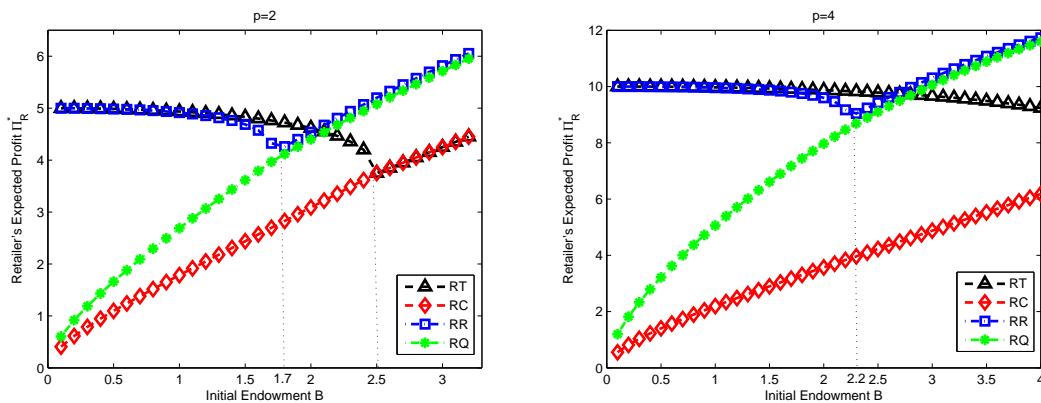 p=2
Retailer's Expected Profit Π*R
6
5
4
3
2
1
0
0 0.5 1 1.5 1.7 2 2.5 3
Initial Endowment B
RT
RC
RR
RQ
p=4
Retailer's Expected Profit Π*R
12
10
8
6
4
2
0
0 0.5 1 1.5 2 2.2 2.5 3 3.5 4
Initial Endowment B
RT
RC
RR
RQ